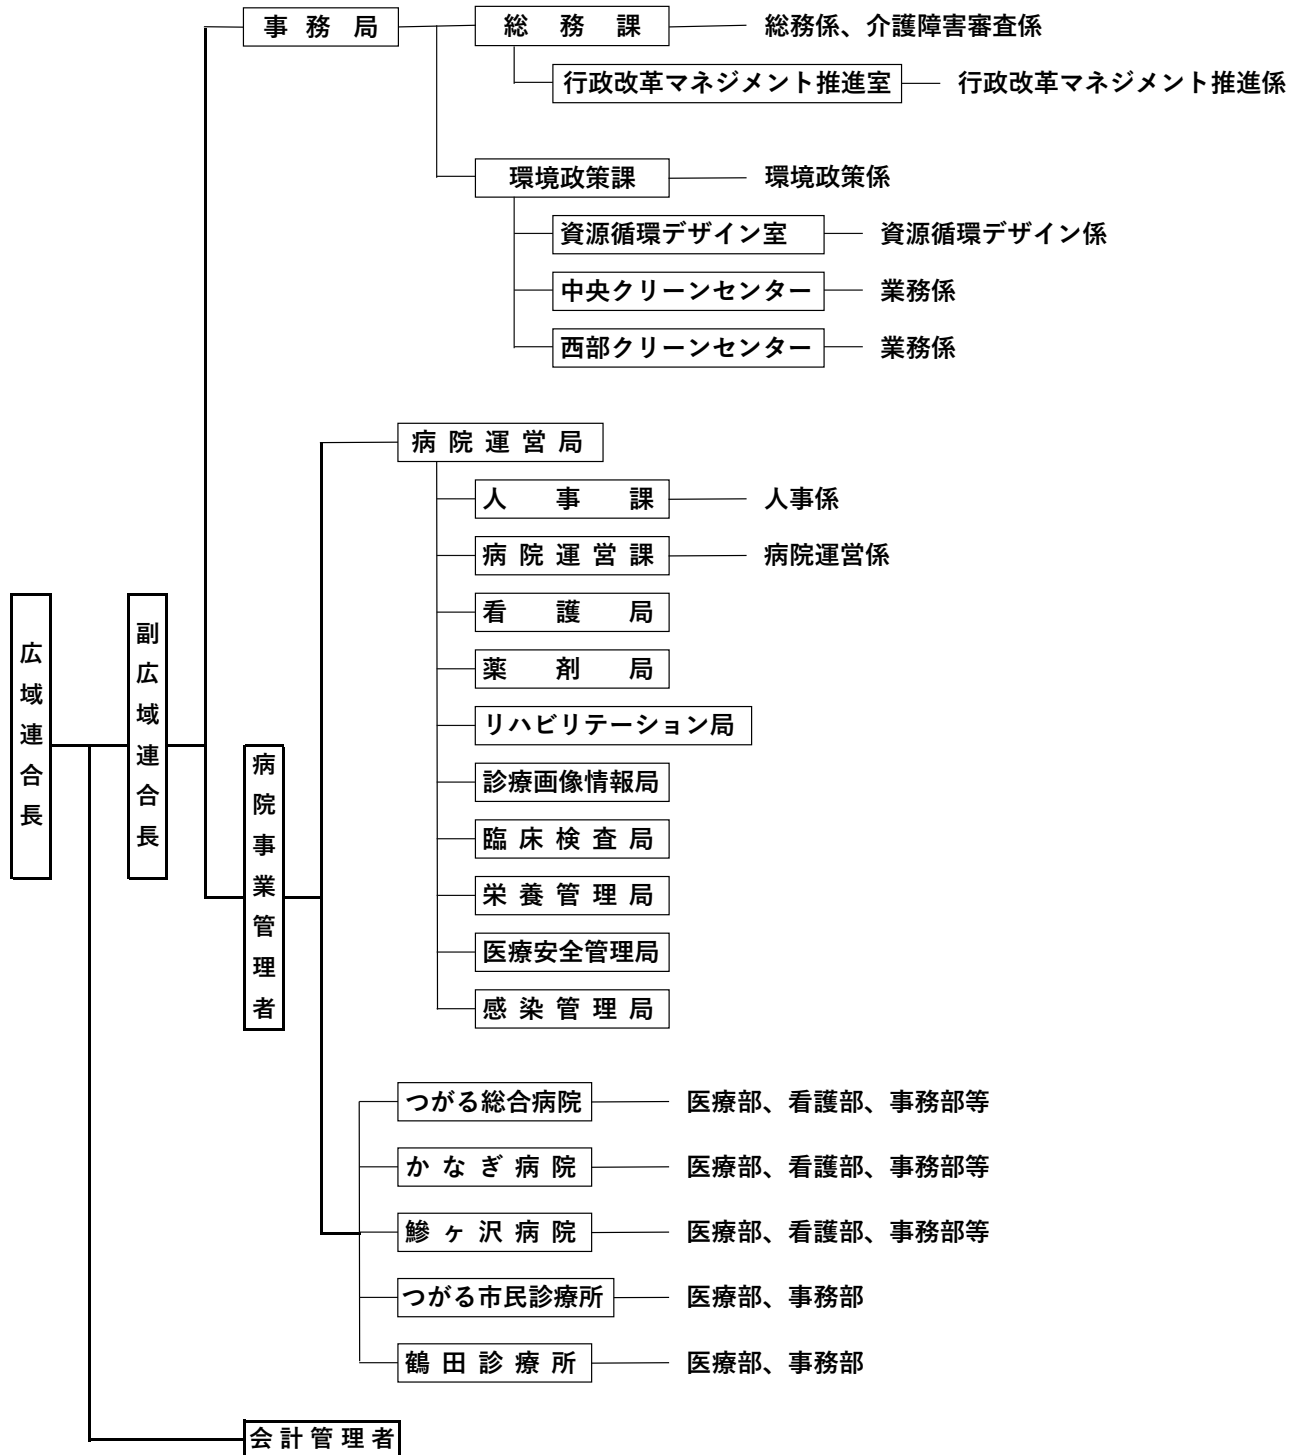 事務局
総務課
総務係、介護障害審査係
行政改革マネジメント推進室
行政改革マネジメント推進係
環境政策課
環境政策係
資源循環デザイン室
資源循環デザイン係
中央クリーンセンター
業務係
西部クリーンセンター
業務係
病院運営局
人事課
人事係
病院運営課
病院運営係
看護局
薬剤局
リハビリテーション局
診療画像情報局
臨床検査局
栄養管理局
医療安全管理局
感染管理局
広域連合長
副広域連合長
病院事業管理者
つがる総合病院
医療部、看護部、事務部等
かなぎ病院
医療部、看護部、事務部等
鰺ヶ沢病院
医療部、看護部、事務部等
つがる市民診療所
医療部、事務部
鶴田診療所
医療部、事務部
会計管理者